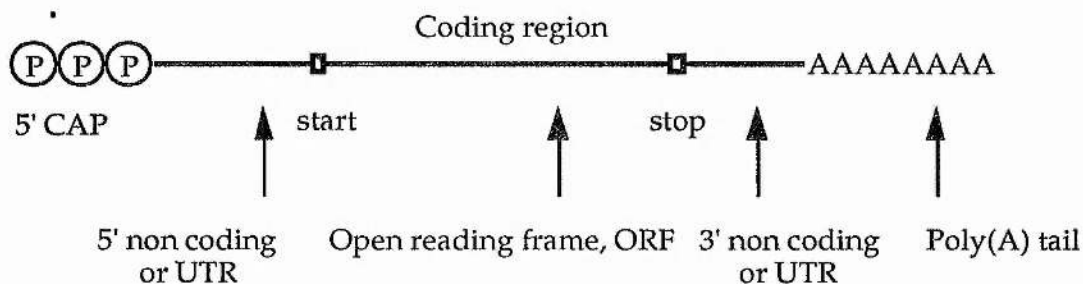 Coding region
P P P AAAAAAAA
5' CAP start stop
5' non coding
or UTR
Open reading frame, ORF
3' non coding
or UTR
Poly(A) tail